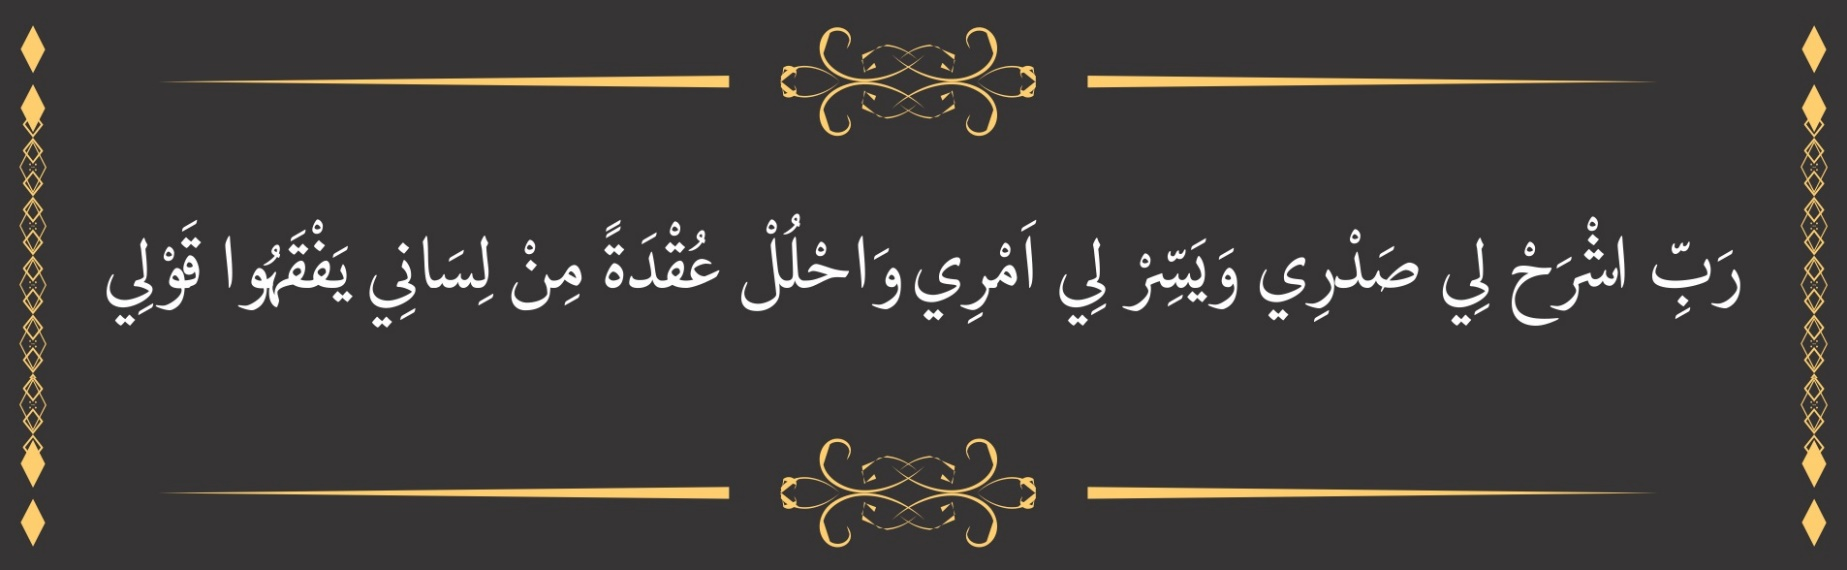 رَبِّ اشْرَحْ لِي صَدْرِي وَيَسِّرْ لِي اَمْرِي وَاحْلُلْ عُقْدَةً مِنْ لِسَانِي يَفْقَهُوا قَوْلِي